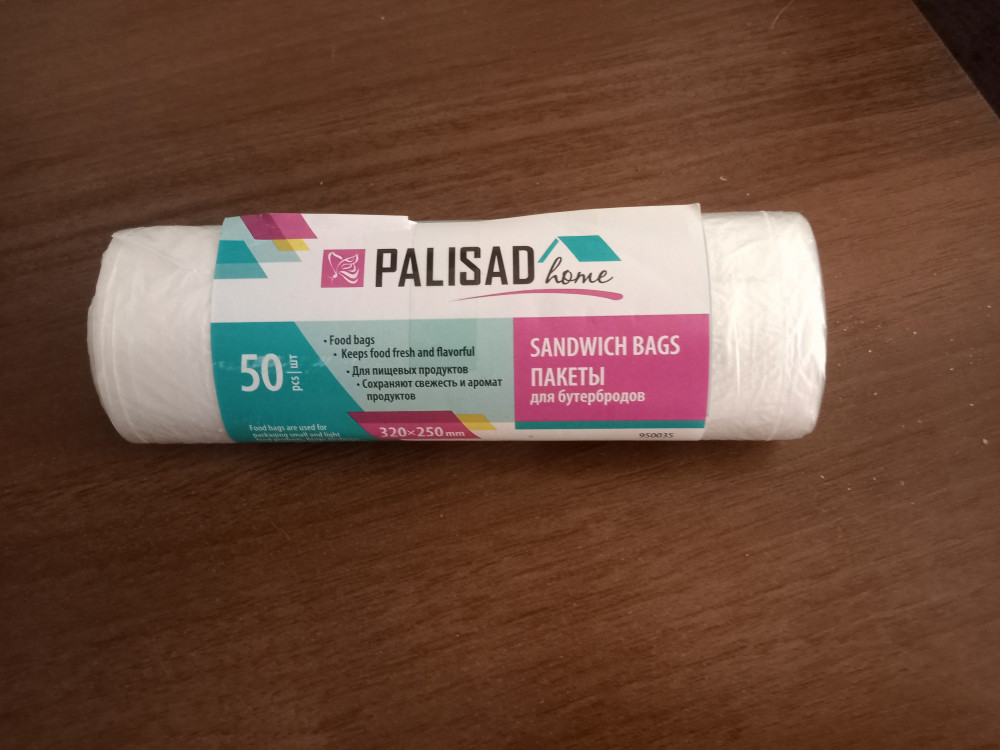 PALISAD
home
50
pcs | шт
• Food bags
• Keeps food fresh and flavorful
• Для пищевых продуктов
• Сохраняют свежесть и аромат
продуктов
SANDWICH BAGS
ПАКЕТЫ
для бутербродов
Food bags are used for
packaging small and light
320×250 mm
950035